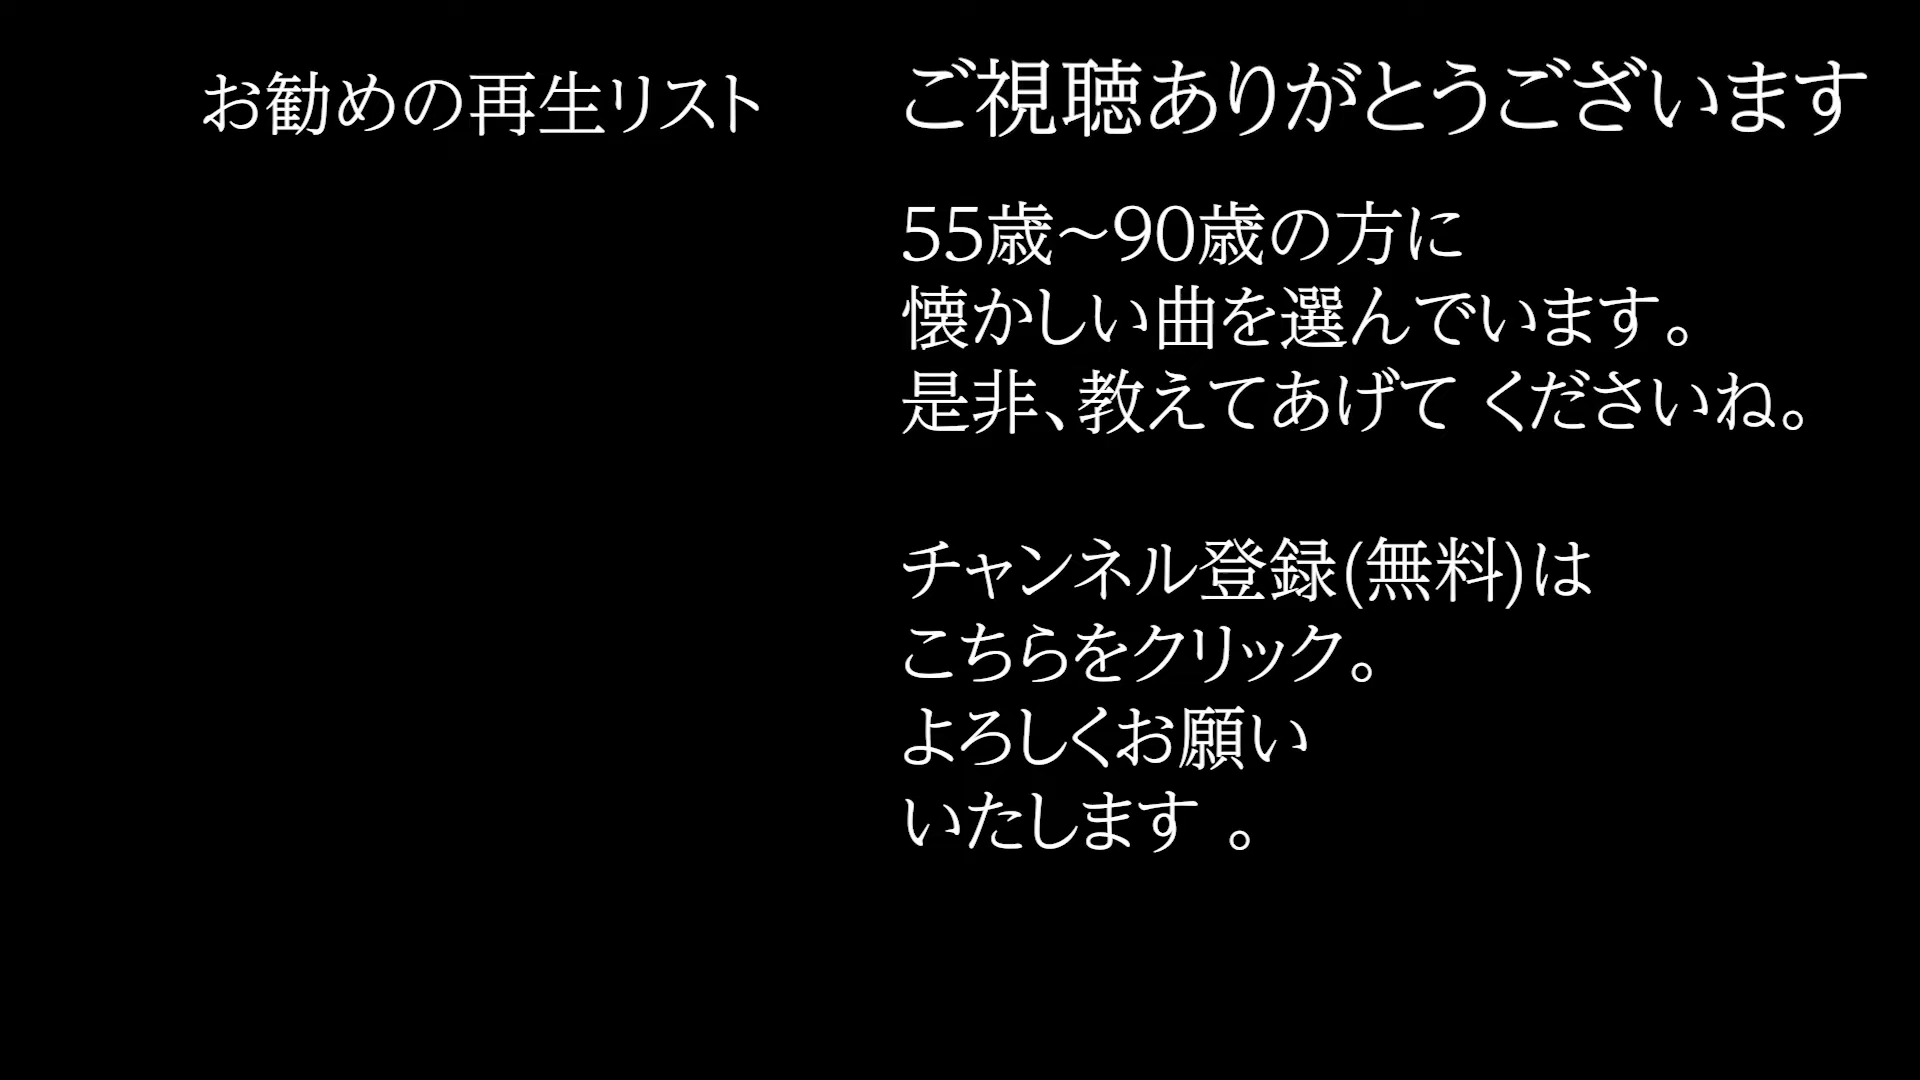 お勧めの再生リスト
ご視聴ありがとうございます
55歳~90歳の方に
懐かしい曲を選んでいます。
是非、教えてあげて くださいね。
チャンネル登録(無料)は
こちらをクリック。
よろしくお願い
いたします 。